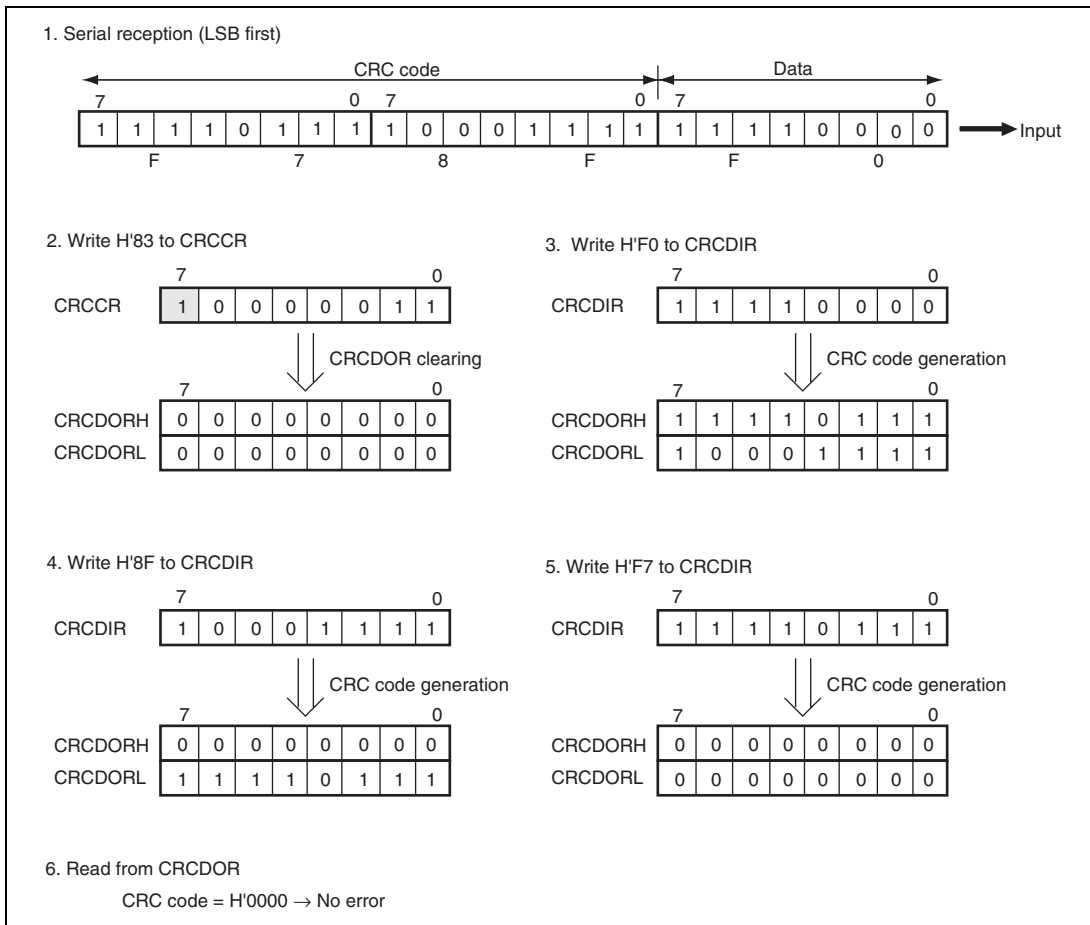 1. Serial reception (LSB first)
CRC code Data
7 0 7 0 7 0
1 1 1 1 0 1 1 1 1 0 0 0 1 1 1 1 1 1 1 1 0 0 0 0 Input
F 7 8 F F 0
2. Write H'83 to CRCCR
7 0
CRCCR 1 0 0 0 0 0 1 1
CRCDOR clearing
7 0
CRCDORH 0 0 0 0 0 0 0 0
CRCDORL 0 0 0 0 0 0 0 0
3. Write H'F0 to CRCDIR
7 0
CRCDIR 1 1 1 1 0 0 0 0
CRC code generation
7 0
CRCDORH 1 1 1 1 0 1 1 1
CRCDORL 1 0 0 0 1 1 1 1
4. Write H'8F to CRCDIR
7 0
CRCDIR 1 0 0 0 1 1 1 1
CRC code generation
7 0
CRCDORH 0 0 0 0 0 0 0 0
CRCDORL 1 1 1 1 0 1 1 1
5. Write H'F7 to CRCDIR
7 0
CRCDIR 1 1 1 1 0 1 1 1
CRC code generation
7 0
CRCDORH 0 0 0 0 0 0 0 0
CRCDORL 0 0 0 0 0 0 0 0
6. Read from CRCDOR
CRC code = H'0000 → No error